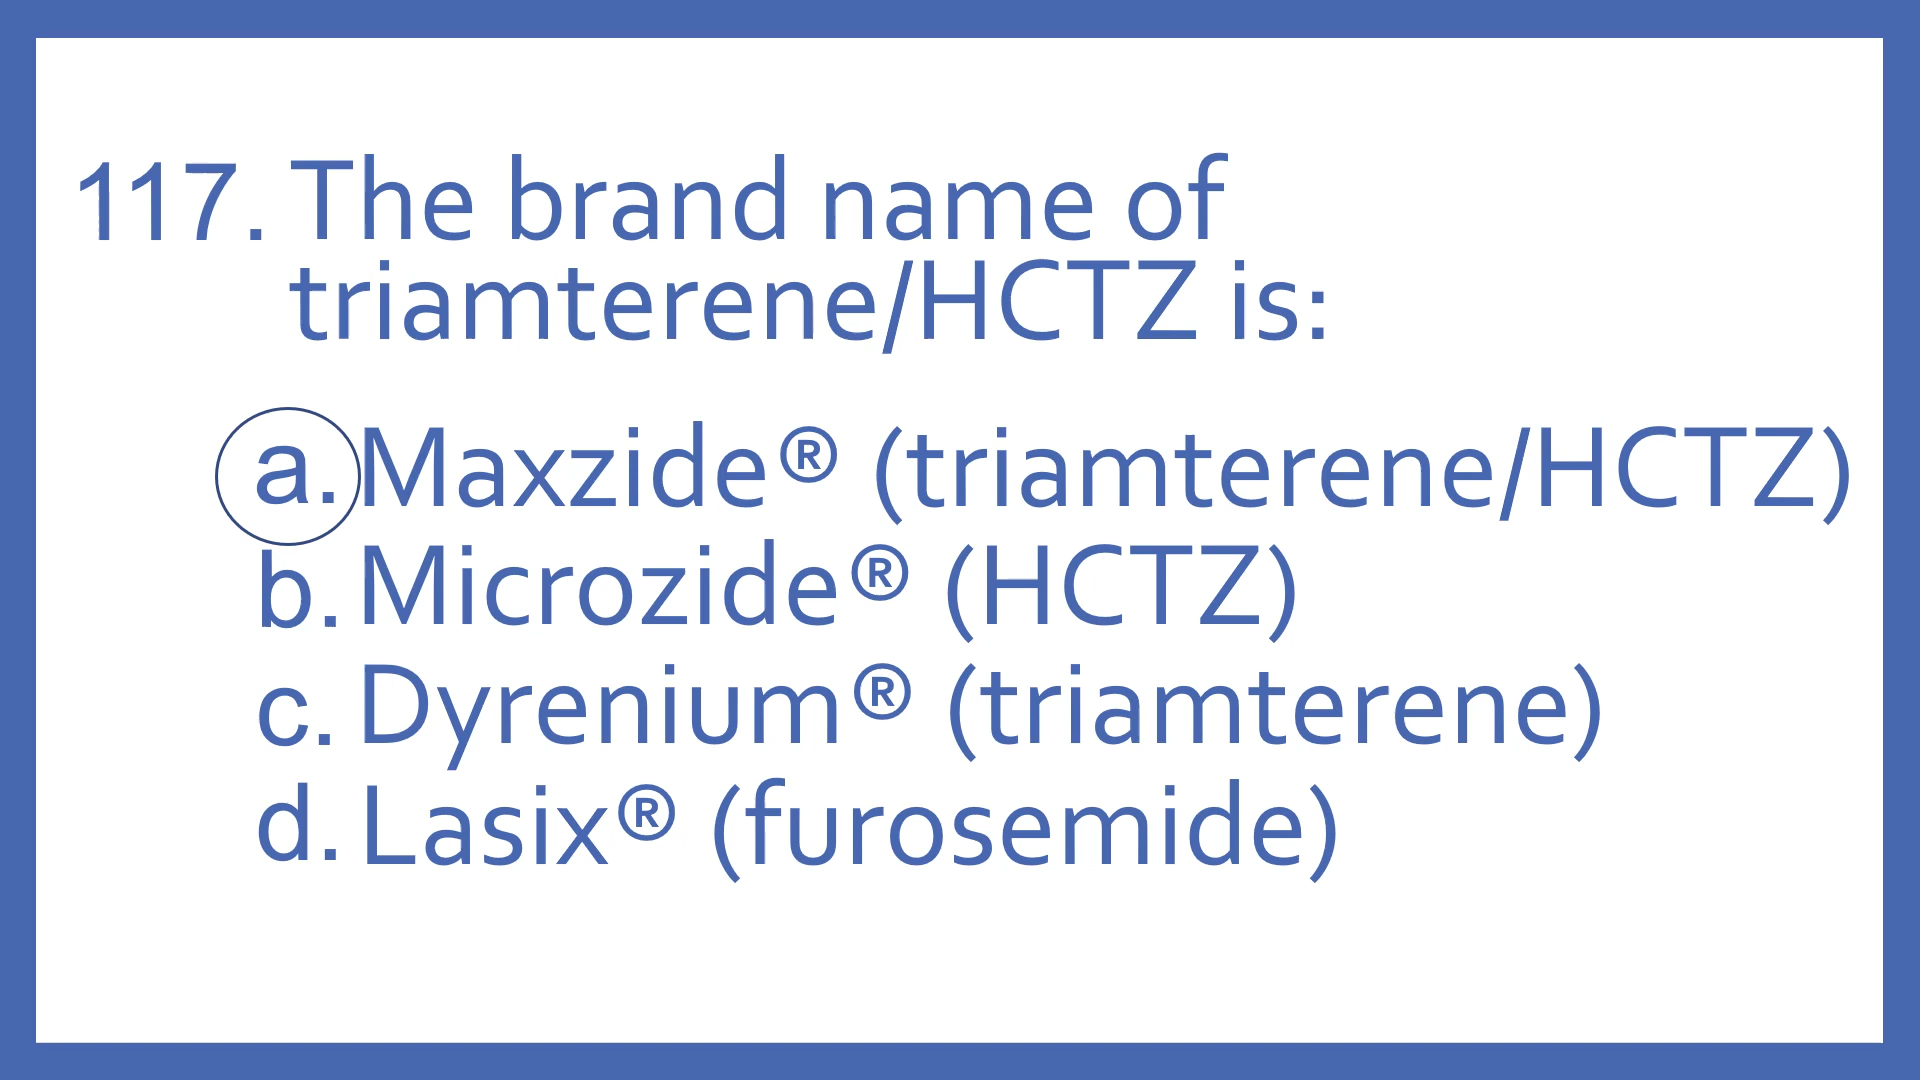 117. The brand name of
triamterene/HCTZ is:
a. Maxzide® (triamterene/HCTZ)
b. Microzide® (HCTZ)
c. Dyrenium® (triamterene)
d. Lasix® (furosemide)